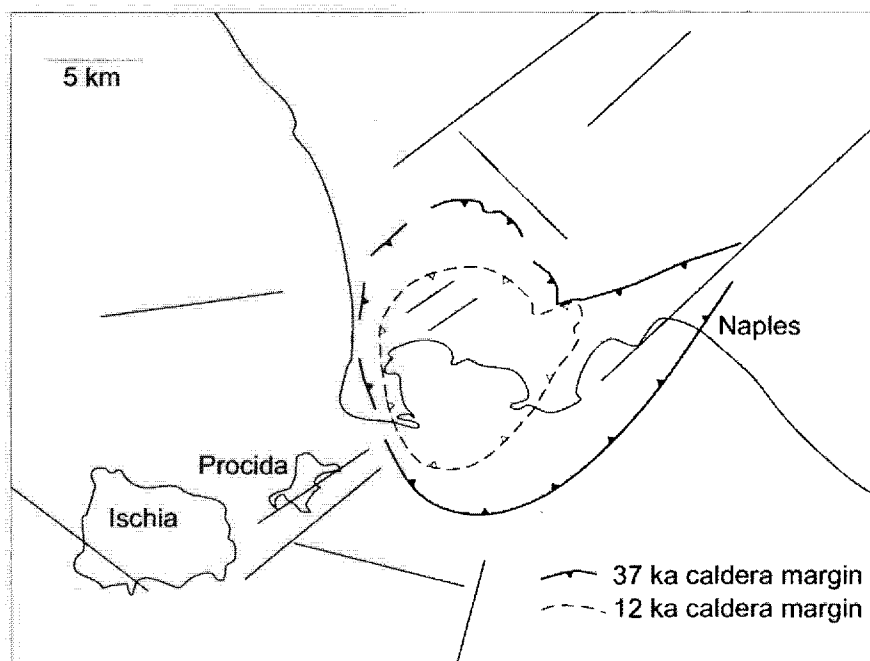 5 km
Naples
Procida
Ischia
37 ka caldera margin
12 ka caldera margin